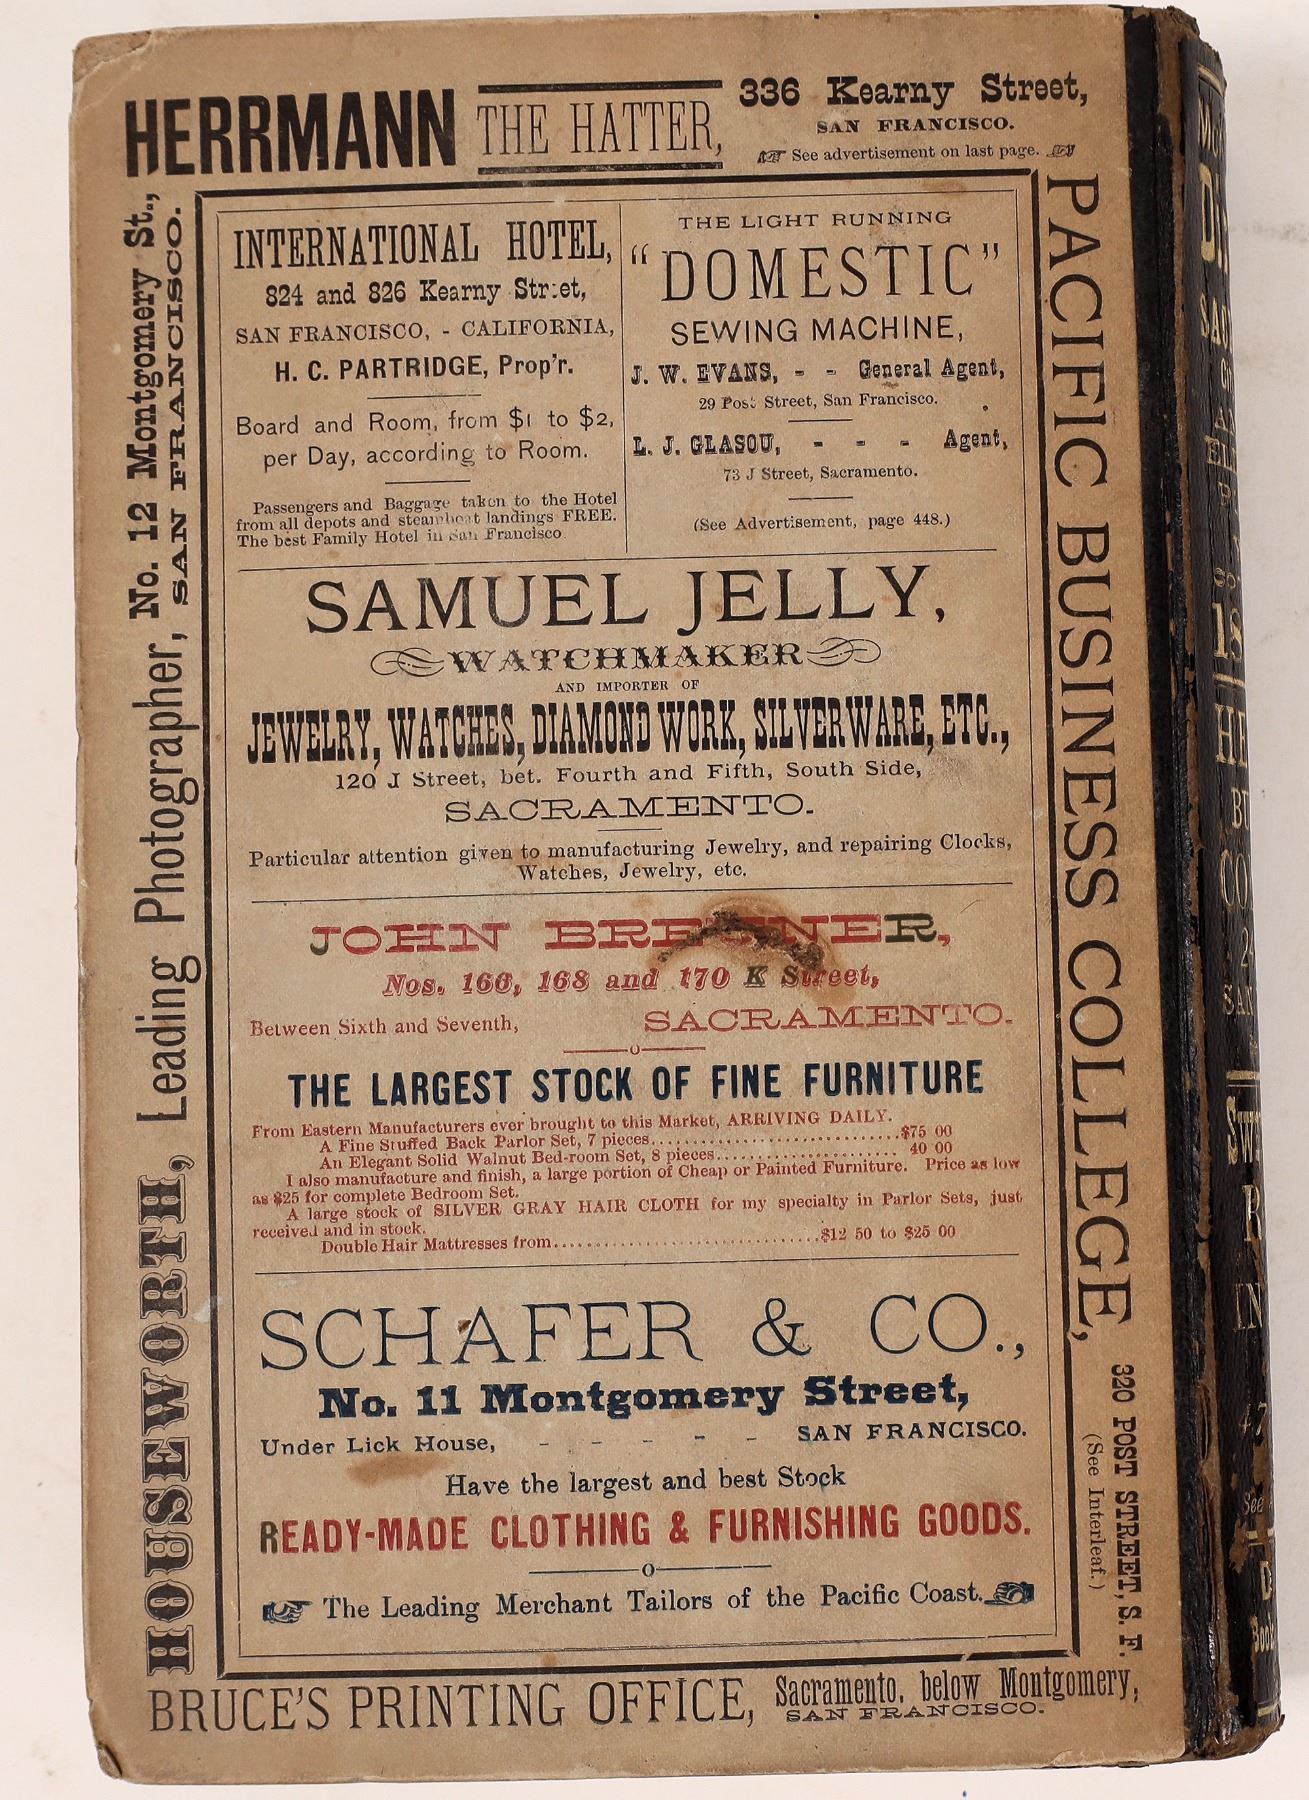 HERRMANN THE HATTER,
336 Kearny Street,
SAN FRANCISCO.
See advertisement on last page.
HOUSEWORTH, Leading Photographer, No. 12 Montgomery St.,
SAN FRANCISCO.
INTERNATIONAL HOTEL,
824 and 826 Kearny Street,
SAN FRANCISCO, - CALIFORNIA,
H. C. PARTRIDGE, Prop'r.
Board and Room, from $1 to $2,
per Day, according to Room.
Passengers and Baggage taken to the Hotel
from all depots and steamboat landings FREE.
The best Family Hotel in San Francisco.
THE LIGHT RUNNING
"DOMESTIC"
SEWING MACHINE,
J. W. EVANS, - - General Agent,
29 Post Street, San Francisco.
L. J. GLASOU, - - - Agent,
73 J Street, Sacramento.
(See Advertisement, page 448.)
SAMUEL JELLY,
WATCHMAKER
AND IMPORTER OF
JEWELRY, WATCHES, DIAMOND WORK, SILVERWARE, ETC.,
120 J Street, bet. Fourth and Fifth, South Side,
SACRAMENTO.
Particular attention given to manufacturing Jewelry, and repairing Clocks,
Watches, Jewelry, etc.
JOHN BREUNER,
Nos. 166, 168 and 170 K Street,
Between Sixth and Seventh, SACRAMENTO.
THE LARGEST STOCK OF FINE FURNITURE
From Eastern Manufacturers ever brought to this Market, ARRIVING DAILY.
A Fine Stuffed Back Parlor Set, 7 pieces..............................$75 00
An Elegant Solid Walnut Bed-room Set, 8 pieces...................... 40 00
I also manufacture and finish, a large portion of Cheap or Painted Furniture. Price as low
as $25 for complete Bedroom Set.
A large stock of SILVER GRAY HAIR CLOTH for my specialty in Parlor Sets, just
received and in stock.
Double Hair Mattresses from................................$12 50 to $25 00
SCHAFER & CO.,
No. 11 Montgomery Street,
Under Lick House, - - - - - SAN FRANCISCO.
Have the largest and best Stock
READY-MADE CLOTHING & FURNISHING GOODS.
The Leading Merchant Tailors of the Pacific Coast.
PACIFIC BUSINESS COLLEGE,
320 POST STREET, S. F.
(See Interleaf.)
BRUCE'S PRINTING OFFICE, Sacramento, below Montgomery,
SAN FRANCISCO.